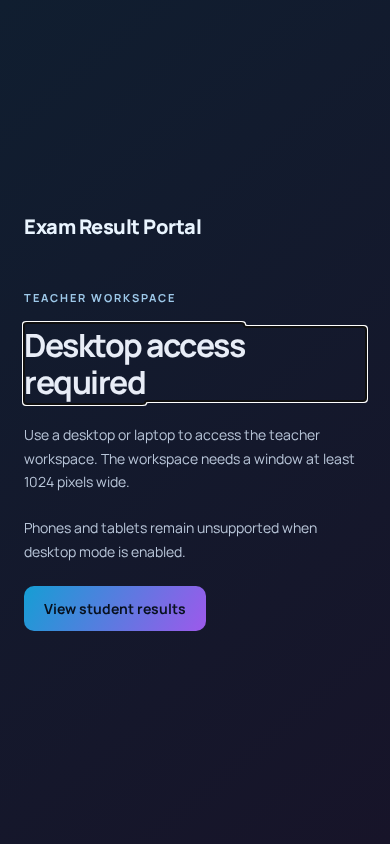 Exam Result Portal
TEACHER WORKSPACE
Desktop access
required
Use a desktop or laptop to access the teacher
workspace. The workspace needs a window at least
1024 pixels wide.
Phones and tablets remain unsupported when
desktop mode is enabled.
View student results